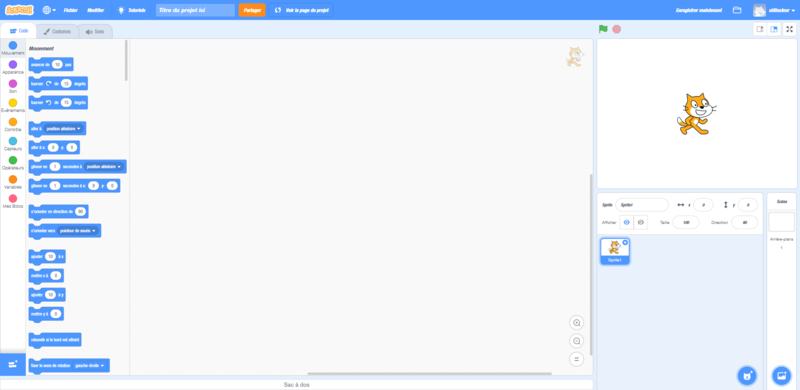 SCRATCH
Fichier
Modifier
Tutoriels
Titre du projet ici
Partagé
Voir la page du projet
Enregistrer maintenant
utilisateur
Code
Costumes
Sons
Mouvement
Apparence
Son
Événements
Contrôle
Capteurs
Opérateurs
Variables
Mes Blocs
Mouvement
avancer de 10 pas
tourner de 15 degrés
tourner de 15 degrés
aller à position aléatoire
aller à x: 0 y: 0
glisser en 1 secondes à position aléatoire
glisser en 1 secondes à x: 0 y: 0
s'orienter en direction de 90
s'orienter vers pointeur de souris
ajouter 10 à x
mettre x à 0
ajouter 10 à y
mettre y à 0
rebondir si le bord est atteint
fixer le sens de rotation gauche-droite
Sac à dos
Sprite Sprite1 x 0 y 0
Afficher Taille 100 Direction 90
Sprite1
Scène
Arrière-plans
1